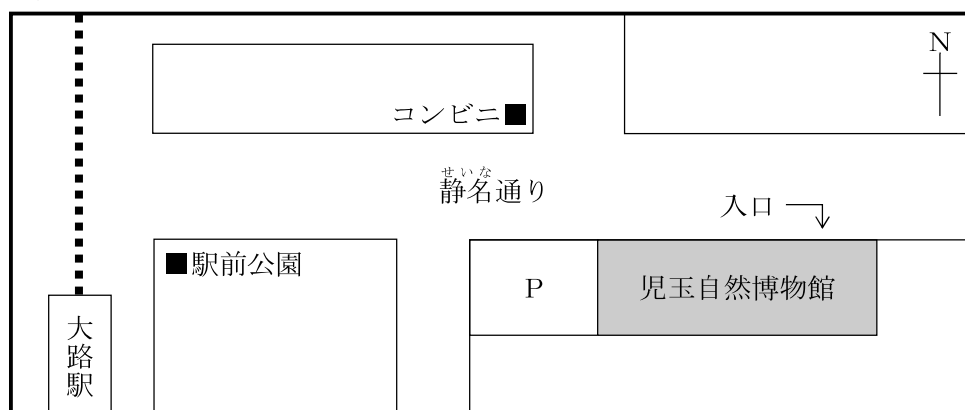 N
コンビニ
静名通り
せいな
入口
駅前公園
P
児玉自然博物館
大路駅